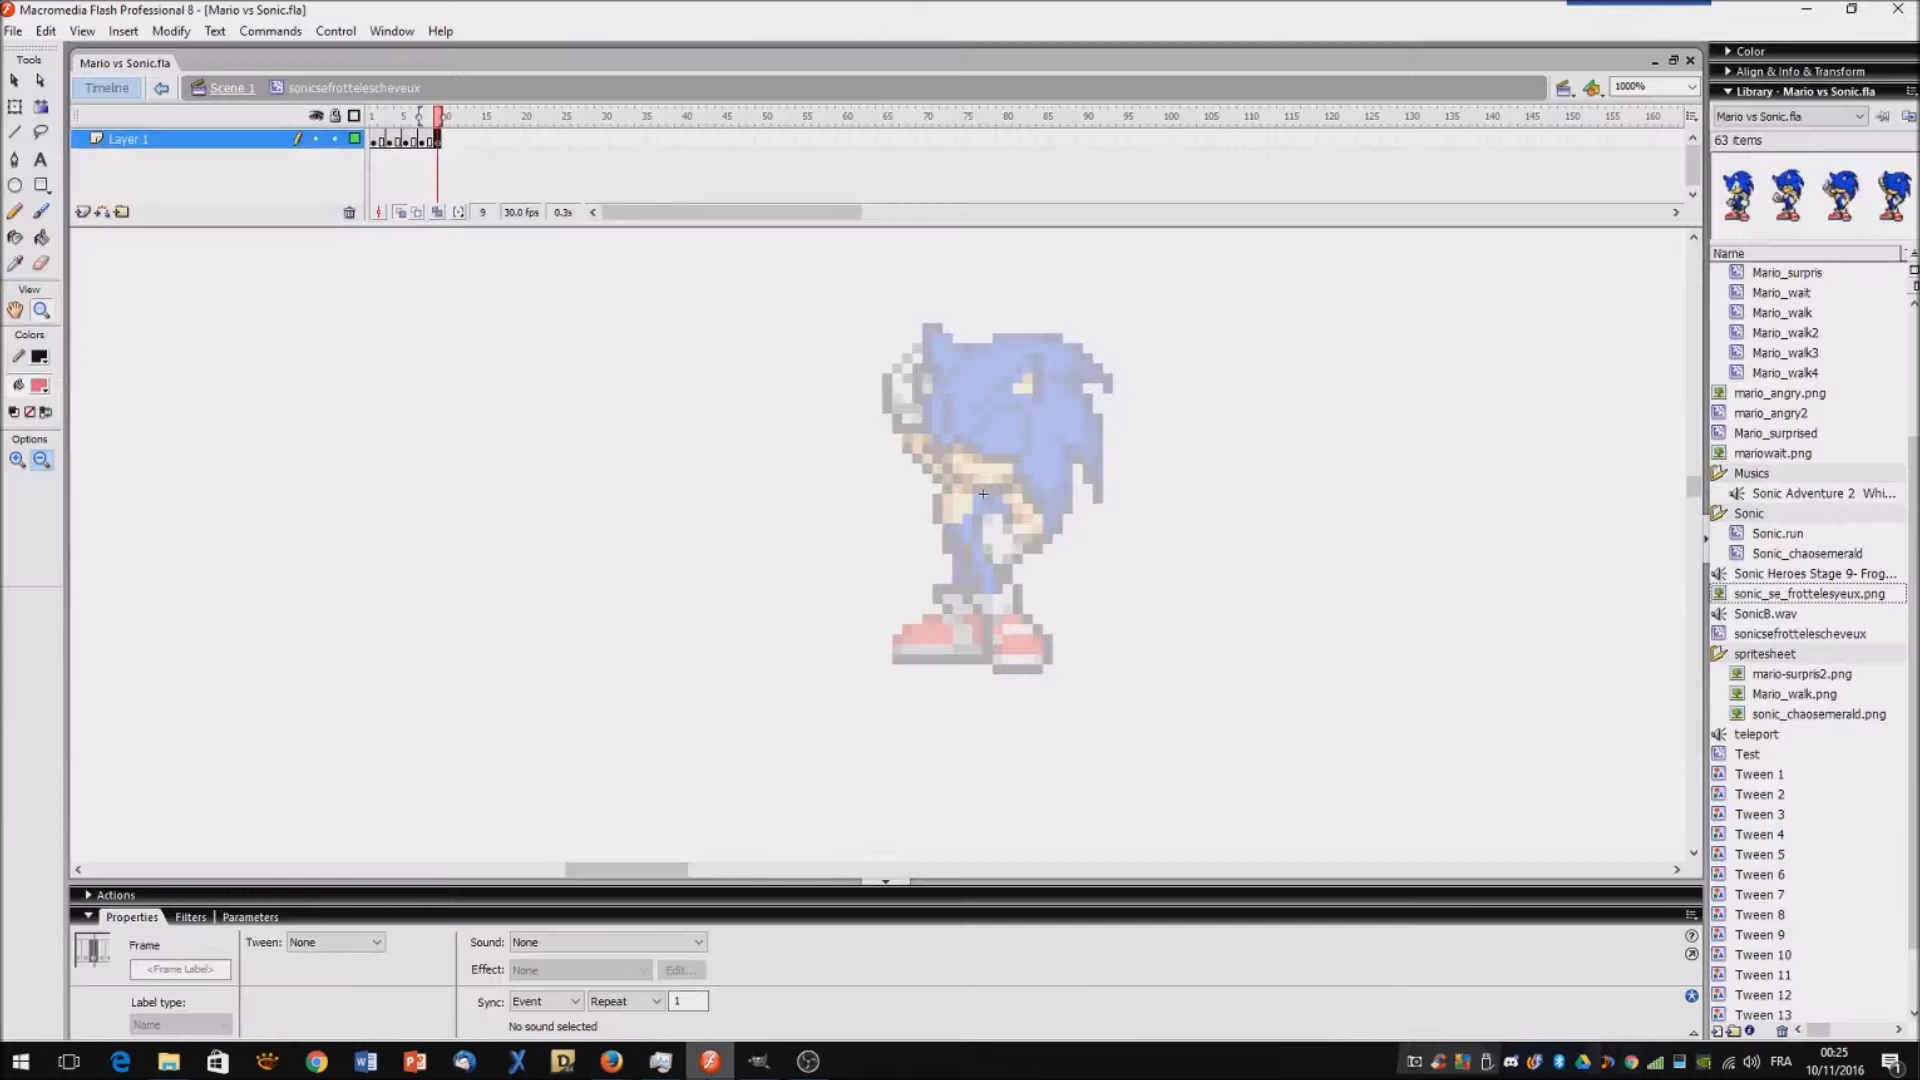 Macromedia Flash Professional 8 - [Mario vs Sonic.fla]
File Edit View Insert Modify Text Commands Control Window Help
Tools
Mario vs Sonic.fla
Timeline
Scene 1
sonicsefrottelescheveux
1000%
1 5 10 15 20 25 30 35 40 45 50 55 60 65 70 75 80 85 90 95 100 105 110 115 120 125 130 135 140 145 150 155 160
Layer 1
9 30.0 fps 0.3s
View
Colors
Options
Color
Align & Info & Transform
Library - Mario vs Sonic.fla
Mario vs Sonic.fla
63 items
Name
Mario_surpris
Mario_wait
Mario_walk
Mario_walk2
Mario_walk3
Mario_walk4
mario_angry.png
mario_angry2
Mario_surprised
mariowait.png
Musics
Sonic Adventure 2 Whi...
Sonic
Sonic.run
Sonic_chaosemerald
Sonic Heroes Stage 9- Frog...
sonic_se_frottelesyeux.png
SonicB.wav
sonicsefrottelescheveux
spritesheet
mario-surpris2.png
Mario_walk.png
sonic_chaosemerald.png
teleport
Test
Tween 1
Tween 2
Tween 3
Tween 4
Tween 5
Tween 6
Tween 7
Tween 8
Tween 9
Tween 10
Tween 11
Tween 12
Tween 13
Actions
Properties Filters Parameters
Frame
<Frame Label>
Label type:
Name
Tween: None
Sound: None
Effect: None Edit...
Sync: Event Repeat 1
No sound selected
FRA
00:25
10/11/2016